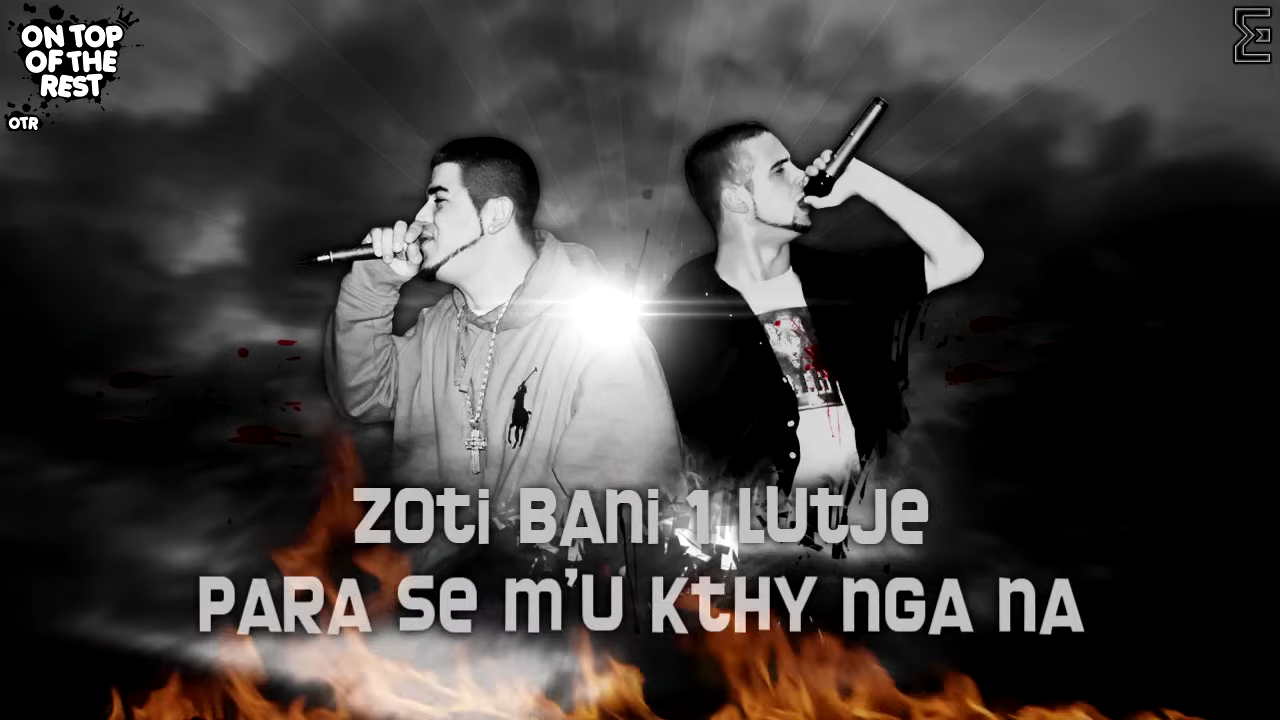 ON TOP
OF THE
REST
OTR
ZOti BANi 1 LUtJe
PARA Se m'U KtHY nGA nA